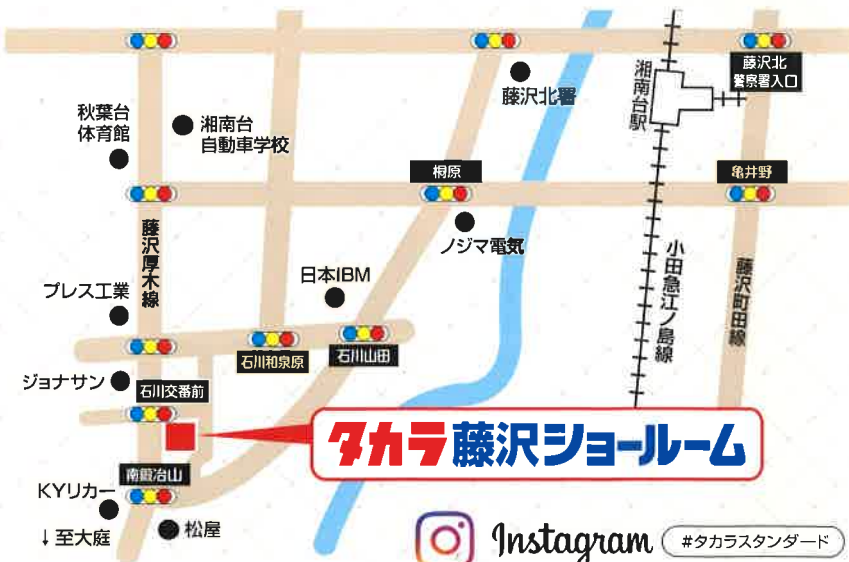 藤沢北
警察署入口
藤沢北署
湘南台駅
秋葉台
体育館
湘南台
自動車学校
桐原
亀井野
ノジマ電気
藤沢厚木線
小田急江ノ島線
藤沢町田線
日本IBM
プレス工業
石川和泉原
石川山田
ジョナサン
石川交番前
タカラ藤沢ショールーム
南鍛冶山
KYリカー
↓至大庭
松屋
Instagram
#タカラスタンダード